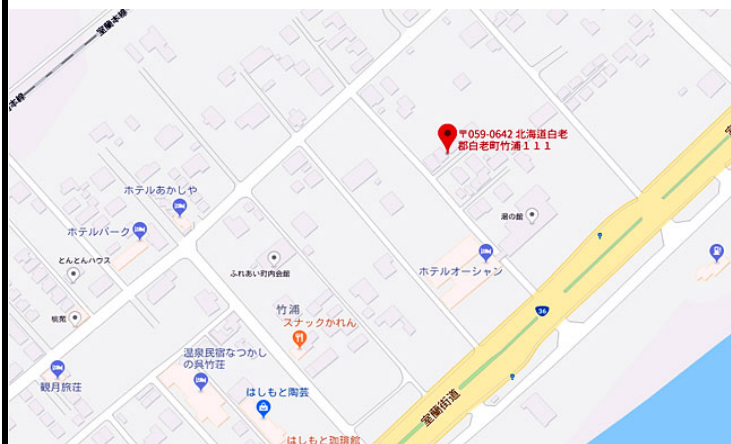 室蘭本線
本線
〒059-0642 北海道白老
郡白老町竹浦１１１
ホテルあかしや
ホテルパーク
とんとんハウス
湯の館
ふれあい町内会館
ホテルオーシャン
竹浦
スナックかれん
36
桃苑
温泉民宿なつかし
の呉竹荘
観月旅荘
はしもと陶芸
室蘭街道
はしもと珈琲館